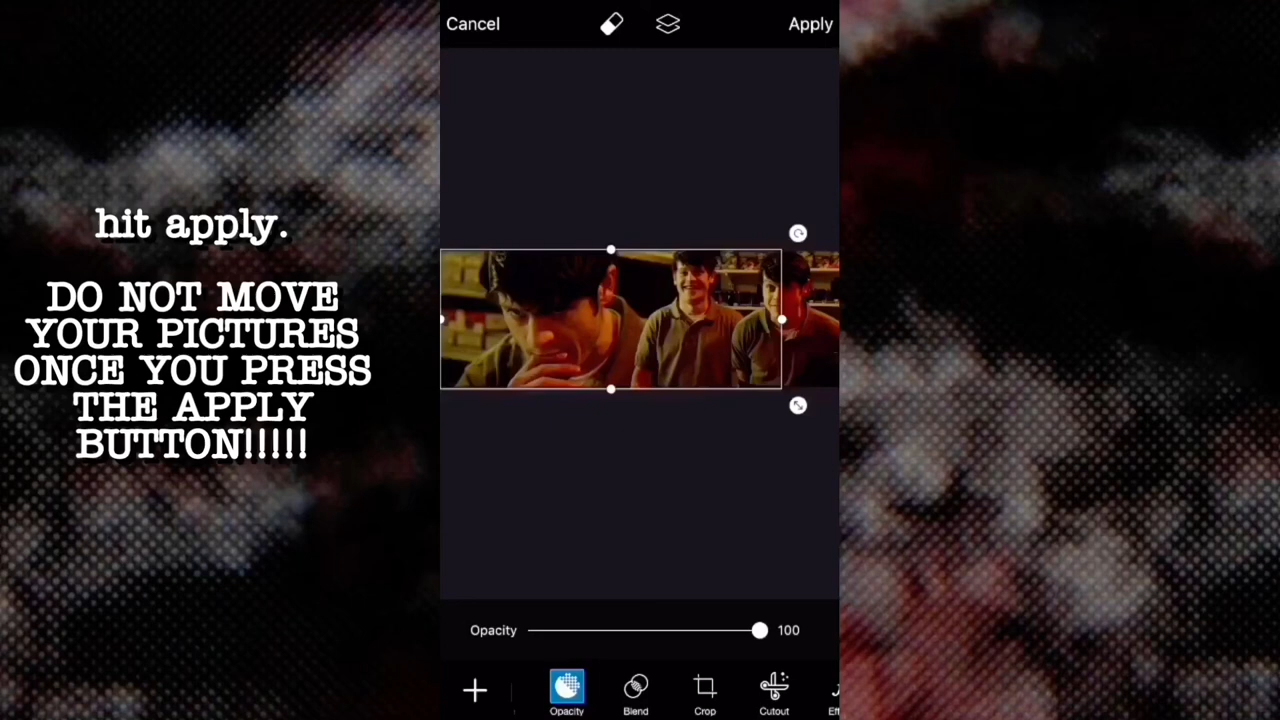 Cancel
Apply
hit apply.
DO NOT MOVE
YOUR PICTURES
ONCE YOU PRESS
THE APPLY
BUTTON!!!!!
Opacity
100
Opacity
Blend
Crop
Cutout